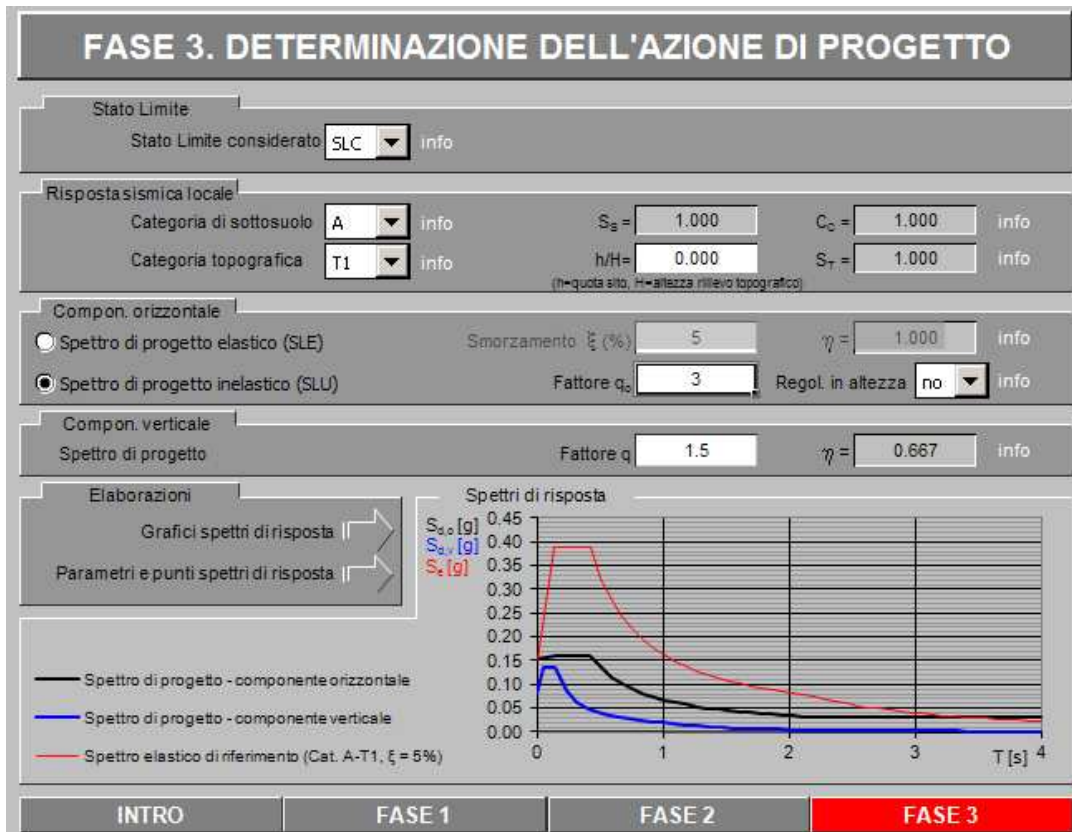 FASE 3. DETERMINAZIONE DELL'AZIONE DI PROGETTO
Stato Limite
Stato Limite considerato SLC info
Risposta sismica locale
Categoria di sottosuolo A info S_S = 1.000 C_C = 1.000 info
Categoria topografica T1 info h/H= 0.000 S_T = 1.000 info
(h=quota sito, H=altezza rilievo topografico)
Compon. orizzontale
Spettro di progetto elastico (SLE) Smorzamento ξ (%) 5 η = 1.000 info
Spettro di progetto inelastico (SLU) Fattore q_o 3 Regol. in altezza no info
Compon. verticale
Spettro di progetto Fattore q 1.5 η = 0.667 info
Elaborazioni
Grafici spettri di risposta
Parametri e punti spettri di risposta
Spettri di risposta
S_d,o [g]
S_d,v [g]
S_e [g]
0.45
0.40
0.35
0.30
0.25
0.20
0.15
0.10
0.05
0.00
0 1 2 3 T [s] 4
Spettro di progetto - componente orizzontale
Spettro di progetto - componente verticale
Spettro elastico di riferimento (Cat. A-T1, ξ = 5%)
INTRO FASE 1 FASE 2 FASE 3